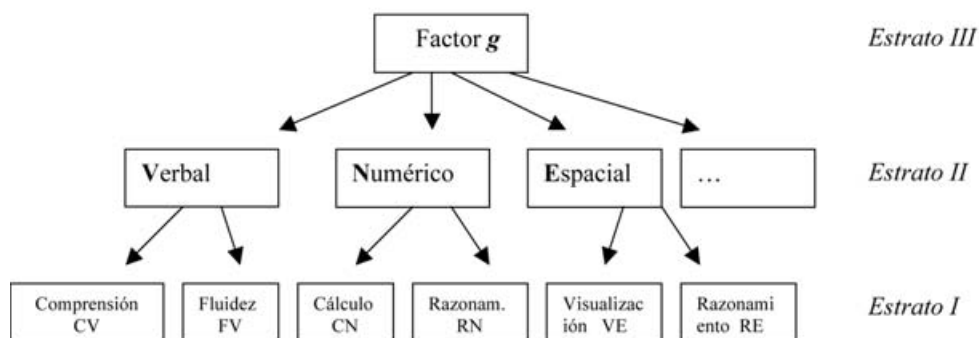 Factor g
Estrato III
Verbal
Numérico
Espacial
...
Estrato II
Comprensión
CV
Fluidez
FV
Cálculo
CN
Razonam.
RN
Visualizac
ión VE
Razonami
ento RE
Estrato I